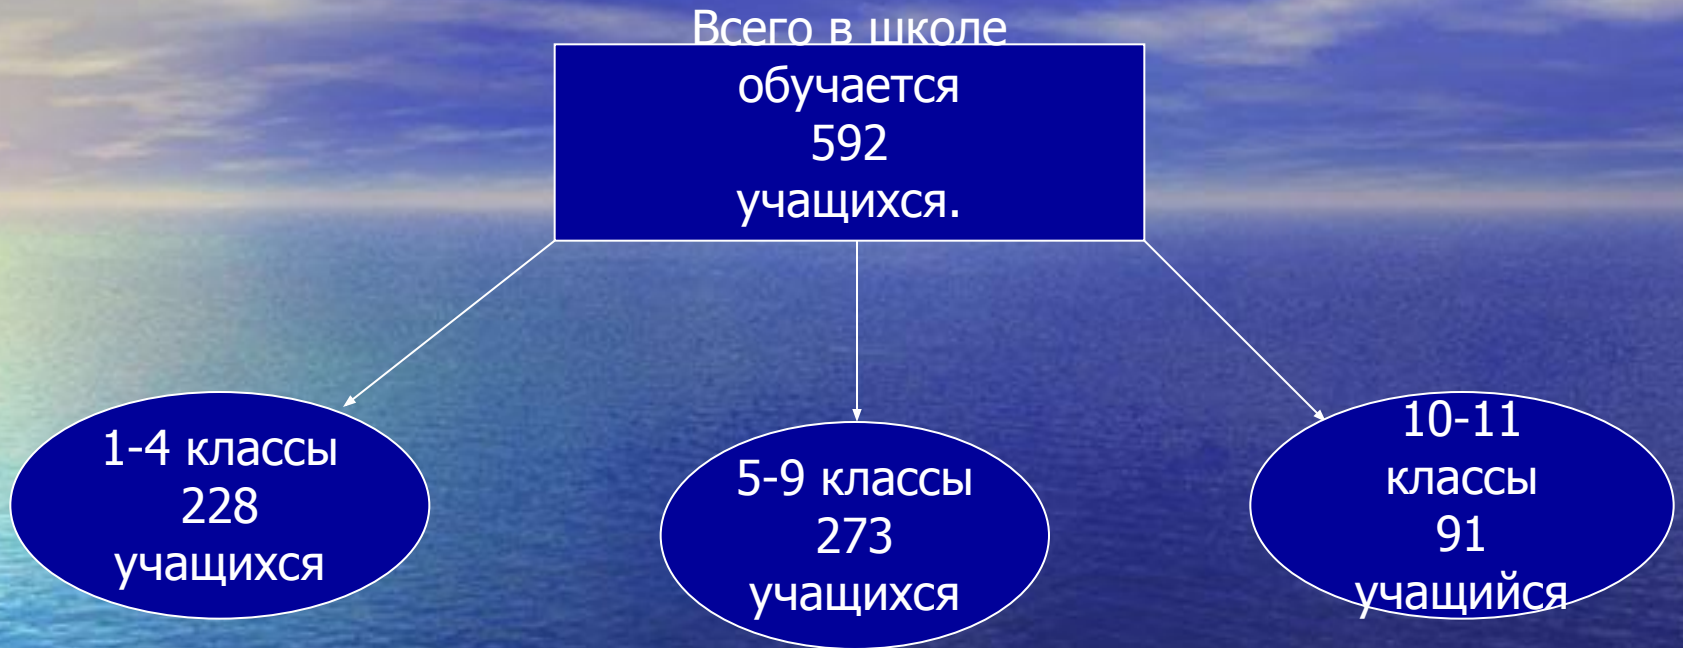 Всего в школе
обучается
592
учащихся.
1-4 классы
228
учащихся
5-9 классы
273
учащихся
10-11
классы
91
учащийся